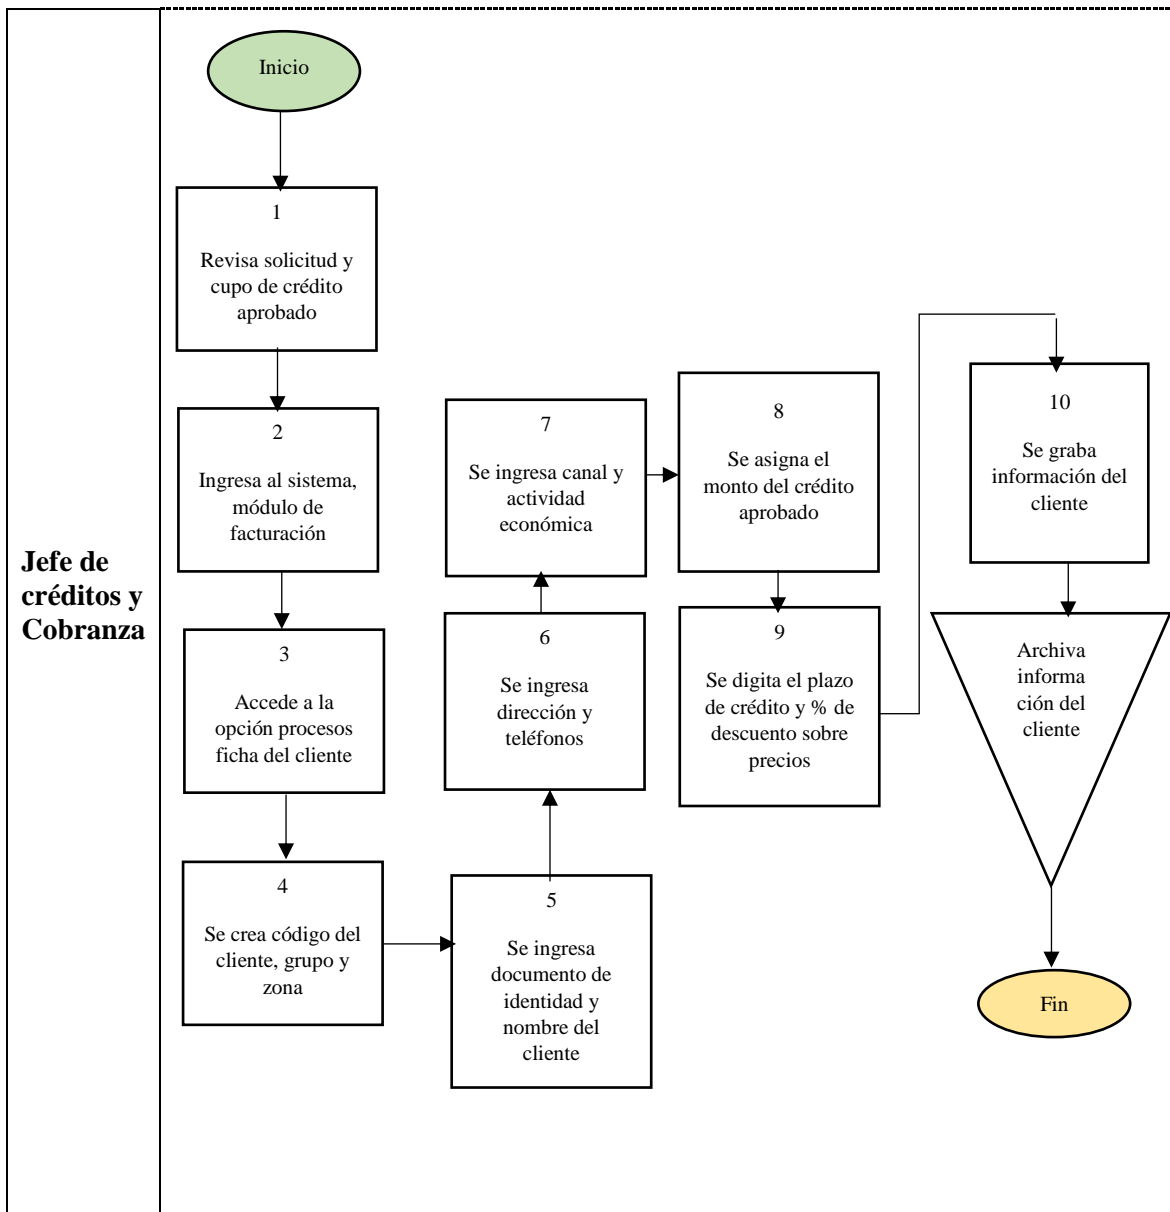 Jefe de
créditos y
Cobranza
Inicio
1
Revisa solicitud y
cupo de crédito
aprobado
2
Ingresa al sistema,
módulo de
facturación
3
Accede a la
opción procesos
ficha del cliente
4
Se crea código del
cliente, grupo y
zona
5
Se ingresa
documento de
identidad y
nombre del
cliente
6
Se ingresa
dirección y
teléfonos
7
Se ingresa canal y
actividad
económica
8
Se asigna el
monto del crédito
aprobado
9
Se digita el plazo
de crédito y % de
descuento sobre
precios
10
Se graba
información del
cliente
Archiva
informa
ción del
cliente
Fin